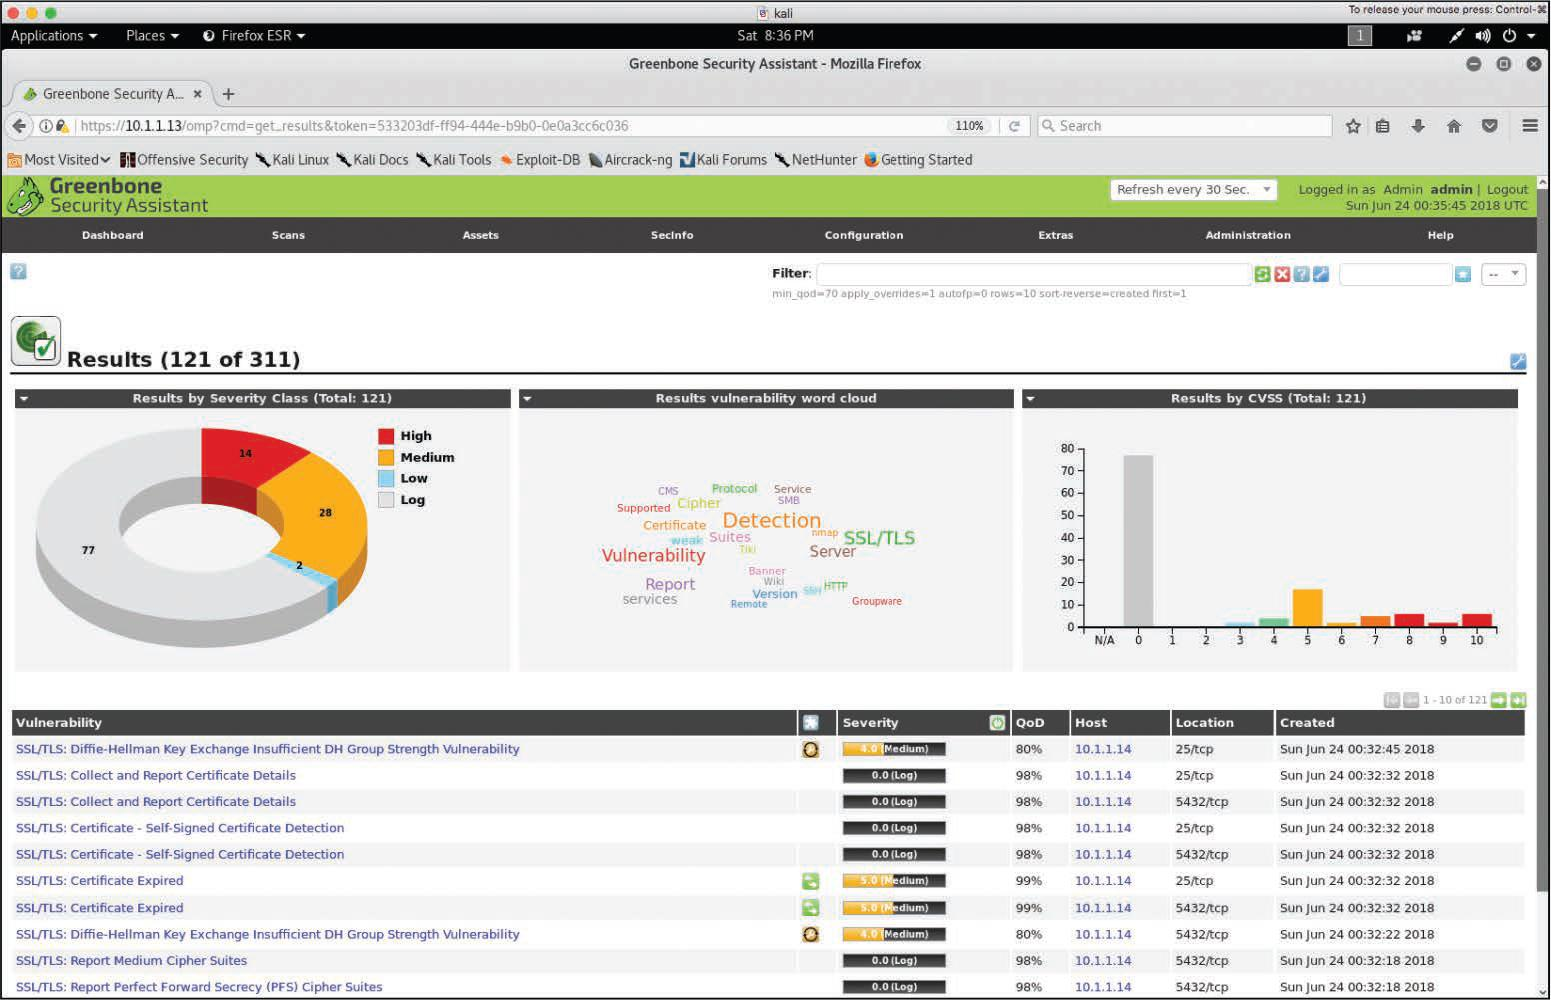 kali
To release your mouse press: Control-⌘
Applications Places Firefox ESR Sat 8:36 PM 1
Greenbone Security Assistant - Mozilla Firefox
Greenbone Security A... × +
https://10.1.1.13/omp?cmd=get_results&token=533203df-ff94-444e-b9b0-0e0a3cc6c036 110% Search
Most Visited Offensive Security Kali Linux Kali Docs Kali Tools Exploit-DB Aircrack-ng Kali Forums NetHunter Getting Started
Greenbone
Security Assistant
Refresh every 30 Sec.
Logged in as Admin admin | Logout
Sun Jun 24 00:35:45 2018 UTC
Dashboard Scans Assets SecInfo Configuration Extras Administration Help
Filter: --
min_qod=70 apply_overrides=1 autofp=0 rows=10 sort-reverse=created first=1
Results (121 of 311)
Results by Severity Class (Total: 121)
14
28
2
77
High
Medium
Low
Log
Results vulnerability word cloud
CMS Protocol Service
Supported Cipher SMB
Certificate Detection
weak Suites nmap SSL/TLS
Vulnerability Tiki Server
Banner
Report Wiki HTTP
services Version SSH
Remote Groupware
Results by CVSS (Total: 121)
80
70
60
50
40
30
20
10
0
N/A 0 1 2 3 4 5 6 7 8 9 10
1 - 10 of 121
Vulnerability Severity QoD Host Location Created
SSL/TLS: Diffie-Hellman Key Exchange Insufficient DH Group Strength Vulnerability 4.0 (Medium) 80% 10.1.1.14 25/tcp Sun Jun 24 00:32:45 2018
SSL/TLS: Collect and Report Certificate Details 0.0 (Log) 98% 10.1.1.14 25/tcp Sun Jun 24 00:32:32 2018
SSL/TLS: Collect and Report Certificate Details 0.0 (Log) 98% 10.1.1.14 5432/tcp Sun Jun 24 00:32:32 2018
SSL/TLS: Certificate - Self-Signed Certificate Detection 0.0 (Log) 98% 10.1.1.14 25/tcp Sun Jun 24 00:32:32 2018
SSL/TLS: Certificate - Self-Signed Certificate Detection 0.0 (Log) 98% 10.1.1.14 5432/tcp Sun Jun 24 00:32:32 2018
SSL/TLS: Certificate Expired 5.0 (Medium) 99% 10.1.1.14 25/tcp Sun Jun 24 00:32:32 2018
SSL/TLS: Certificate Expired 5.0 (Medium) 99% 10.1.1.14 5432/tcp Sun Jun 24 00:32:32 2018
SSL/TLS: Diffie-Hellman Key Exchange Insufficient DH Group Strength Vulnerability 4.0 (Medium) 80% 10.1.1.14 5432/tcp Sun Jun 24 00:32:22 2018
SSL/TLS: Report Medium Cipher Suites 0.0 (Log) 98% 10.1.1.14 5432/tcp Sun Jun 24 00:32:18 2018
SSL/TLS: Report Perfect Forward Secrecy (PFS) Cipher Suites 0.0 (Log) 98% 10.1.1.14 5432/tcp Sun Jun 24 00:32:18 2018